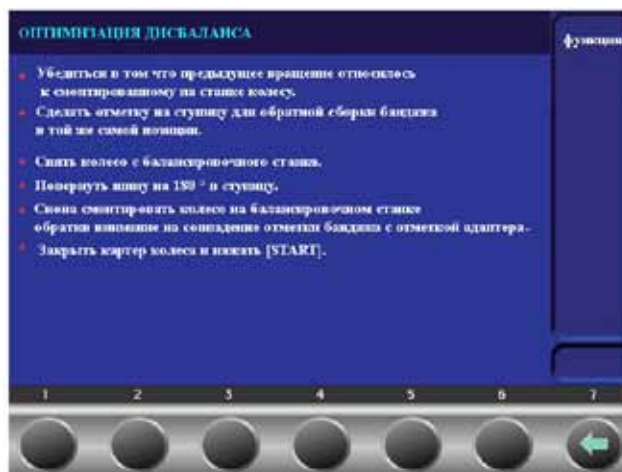 ОПТИМИЗАЦИЯ ДИСБАЛАНСА
функции
Убедиться в том что предыдущее вращение относилось
к смонтированному на станке колесу.
Сделать отметку на ступицу для обратной сборки бандажа
в той же самой позиции.
Снять колесо с балансировочного станка.
Повернуть шину на 180 ° в ступицу.
Снова смонтировать колесо на балансировочном станке
обратив внимание на совпадение отметки бандажа с отметкой адаптера.
Закрыть картер колеса и нажать [START].
1 2 3 4 5 6 7